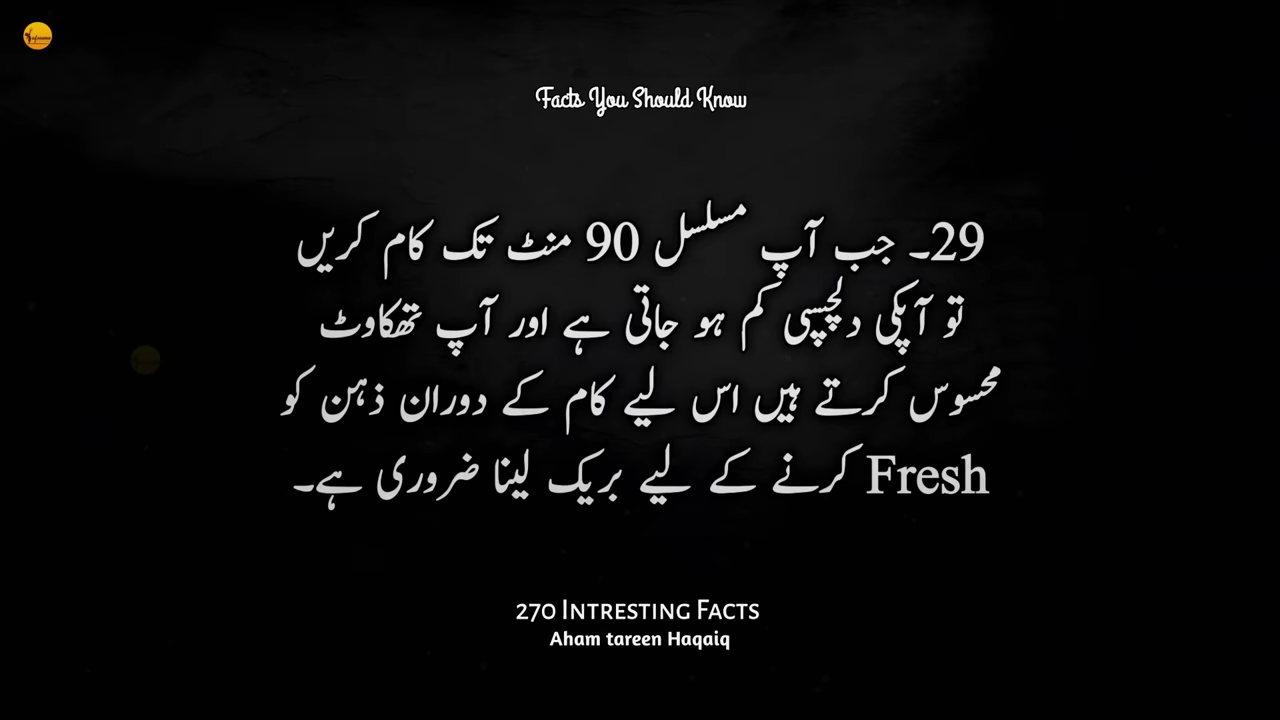 Facts You Should Know
29۔ جب آپ مسلسل 90 منٹ تک کام کریں
تو آپکی دلچسپی کم ہو جاتی ہے اور آپ تھکاوٹ
محسوس کرتے ہیں اس لیے کام کے دوران ذہن کو
Fresh کرنے کے لیے بریک لینا ضروری ہے۔
270 Intresting Facts
Aham tareen Haqaiq